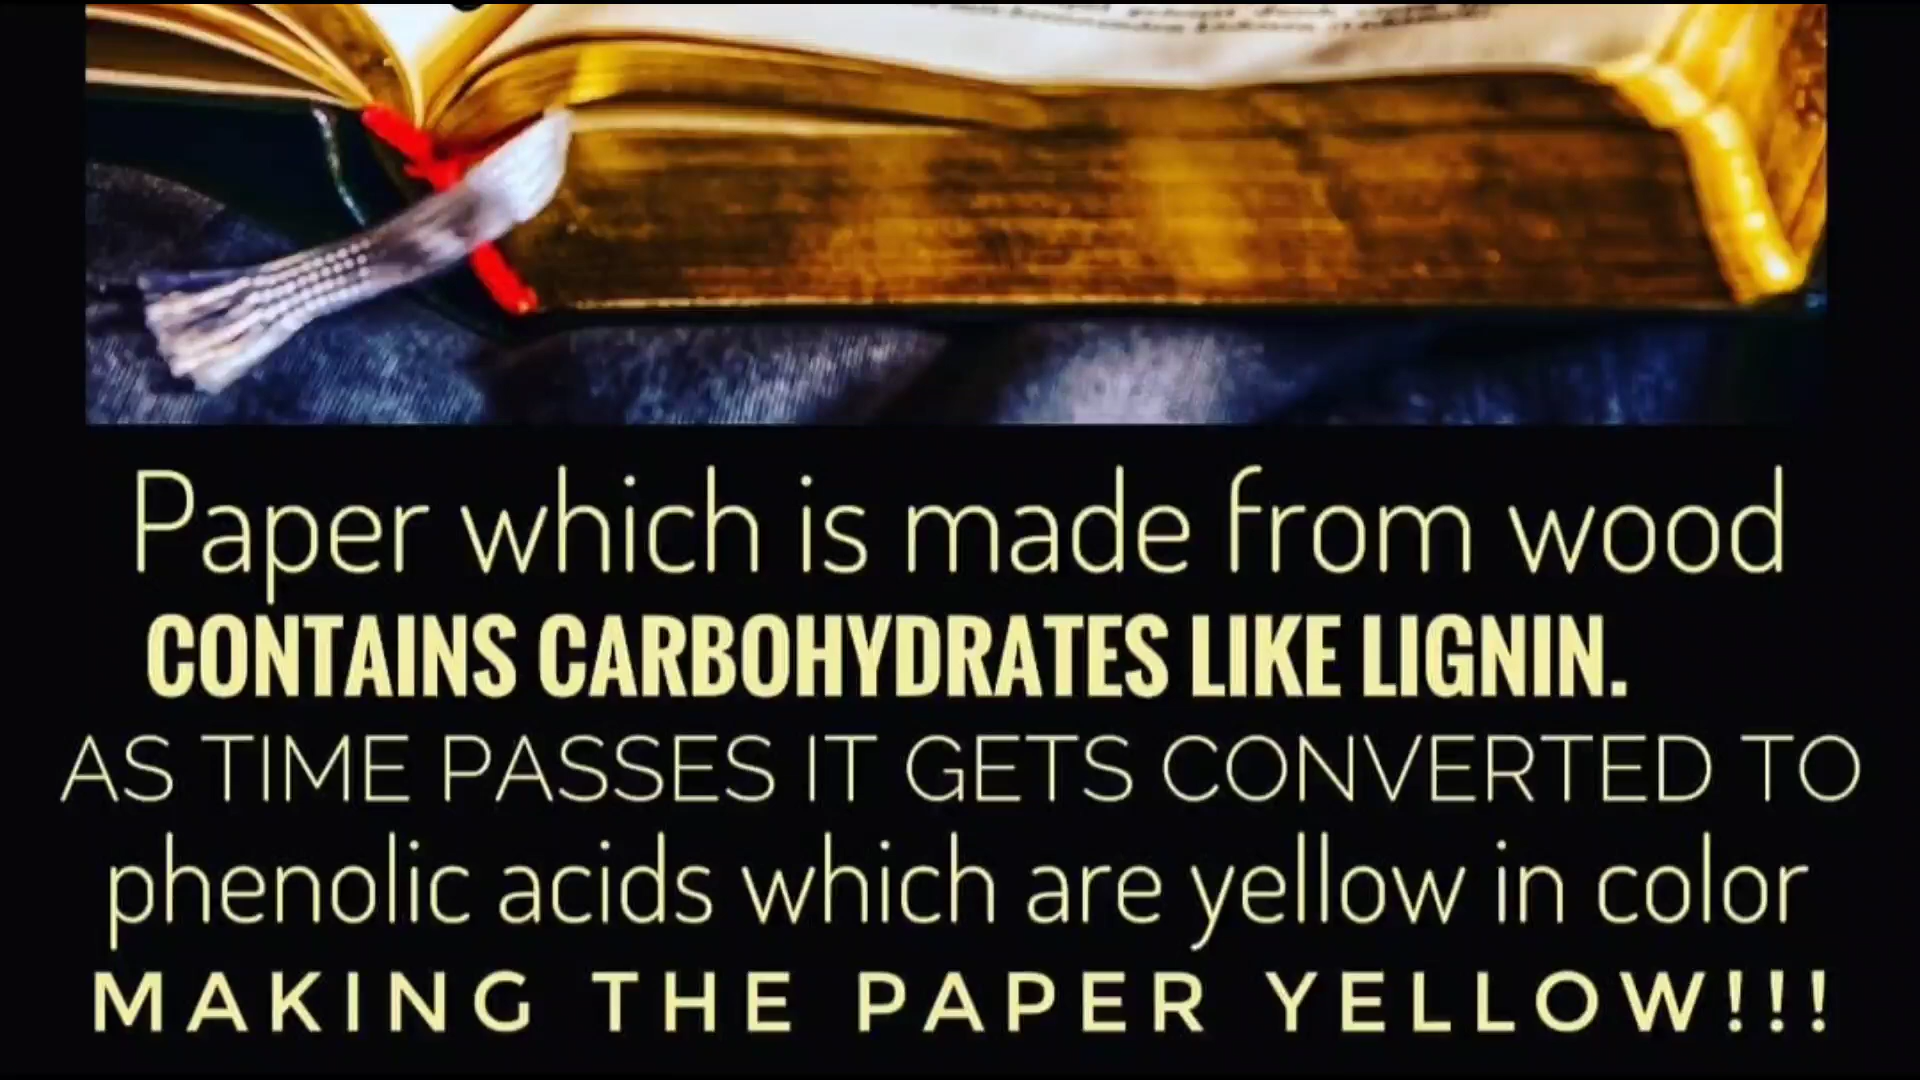 Paper which is made from wood
CONTAINS CARBOHYDRATES LIKE LIGNIN.
AS TIME PASSES IT GETS CONVERTED TO
phenolic acids which are yellow in color
MAKING THE PAPER YELLOW!!!